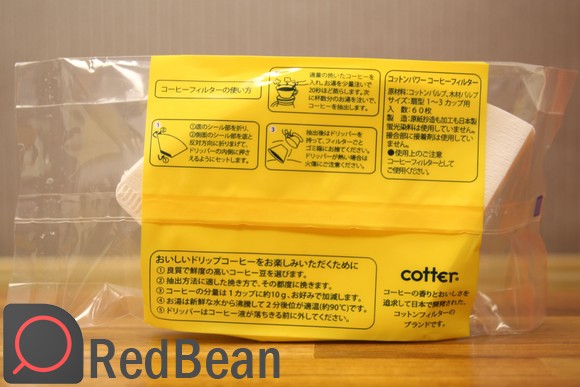 コーヒーフィルターの使い方
適量の挽いたコーヒーを
入れ、お湯を少量注いで
20秒ほど蒸らします。次
に杯数分のお湯を注いで、
コーヒーを抽出します。
コットンパワー コーヒーフィルター
原材料:コットンパルプ、木材パルプ
サイズ:扇型 1〜3カップ用
入 数:60枚
製 造:原紙抄造も加工も日本製
蛍光染料は使用していません。
接合部に接着剤は使用して
いません。
●使用上のご注意
コーヒーフィルターとして
ご使用ください。
1
①底のシール部を折り、
②側面のシール部を底と
反対方向に折りまげて、
ドリッパーの内側に押さ
えるようにセットします。
3
抽出後はドリッパーを
持って、フィルターごと
ゴミ箱にお捨てください。
ドリッパーが熱い場合は
火傷にご注意ください。
おいしいドリップコーヒーをお楽しみいただくために
① 良質で鮮度の高いコーヒー豆を選びます。
② 抽出方法に適した挽き方で、その都度に挽きます。
③ コーヒーの分量は1カップに約10g、お好みで加減します。
④ お湯は新鮮な水から沸騰して2分後位が適温(約90℃)です。
⑤ ドリッパーはコーヒー液が落ちきる前に外してください。
cotter
コーヒーの香りとおいしさを
追求して日本で開発された、
コットンフィルターの
ブランドです。
RedBean